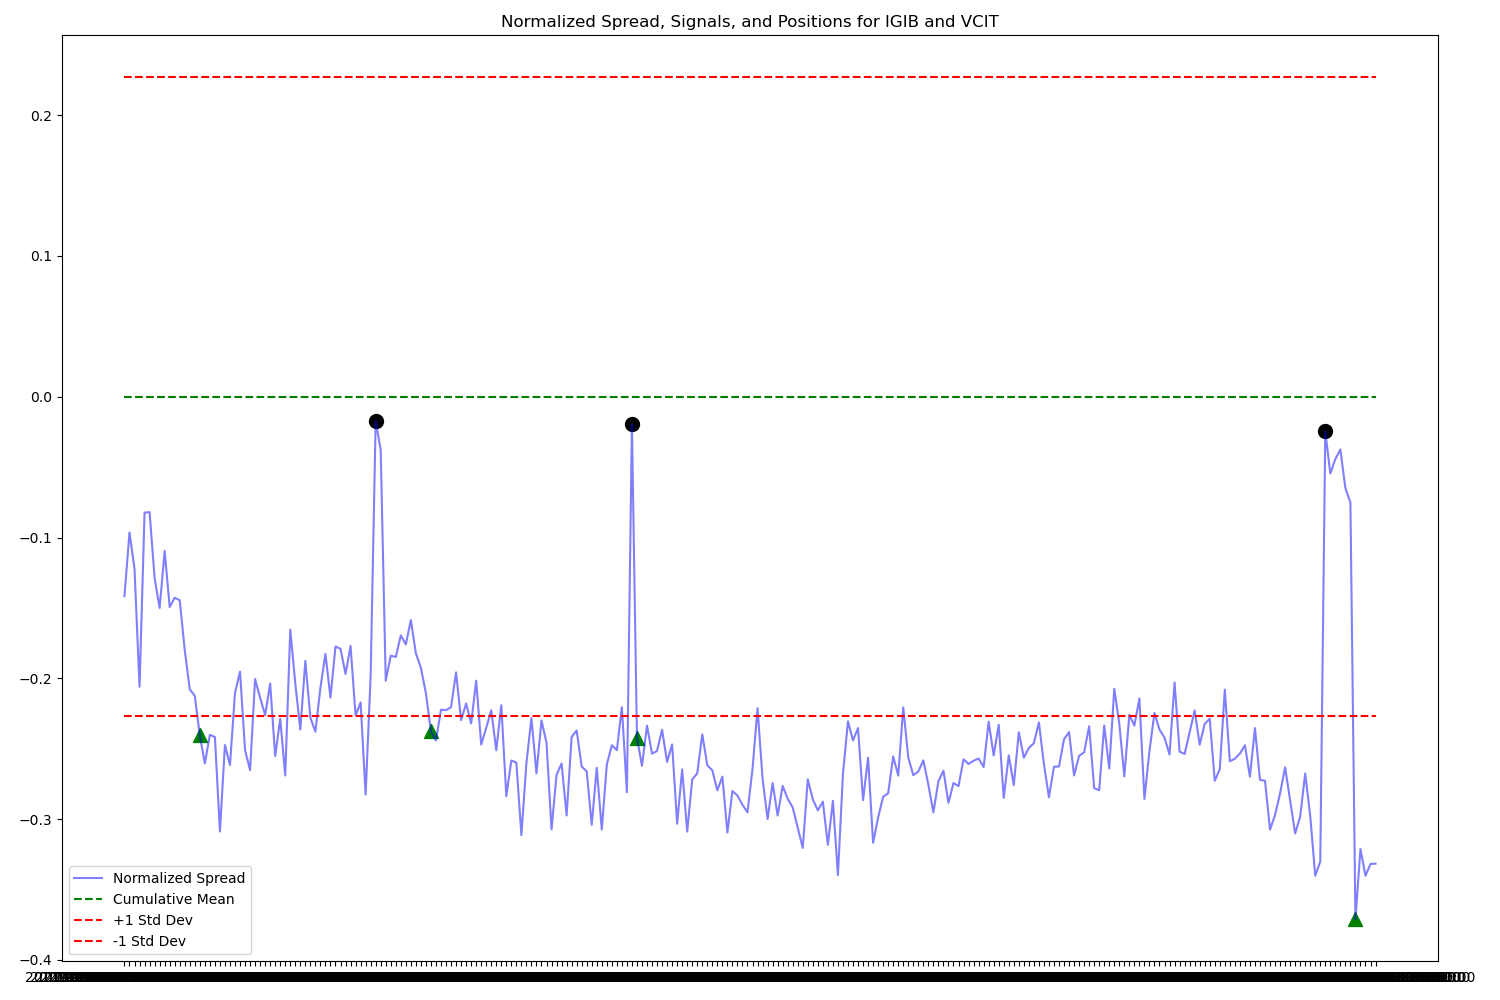 Normalized Spread, Signals, and Positions for IGIB and VCIT
0.2
0.1
0.0
−0.1
−0.2
−0.3
−0.4
Normalized Spread
Cumulative Mean
+1 Std Dev
-1 Std Dev